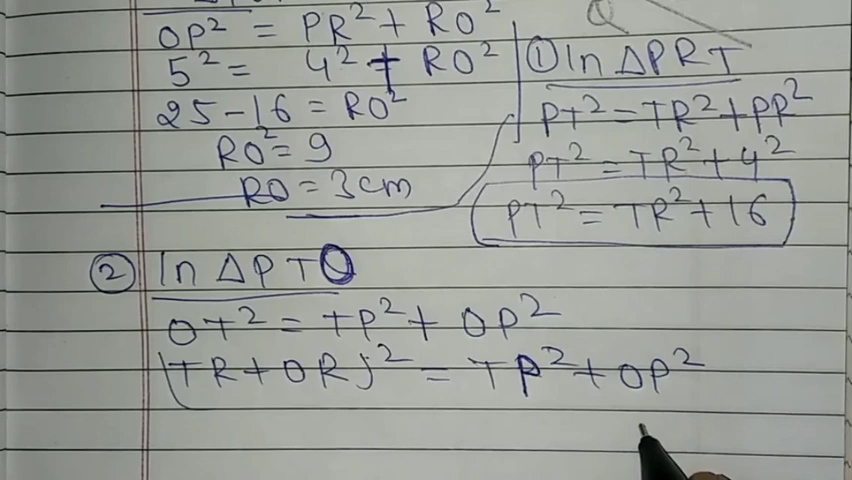 OP² = PR² + RO²
5² = 4² + RO²
25 - 16 = RO²
RO² = 9
RO = 3cm
① In ΔPRT
PT² = TR² + PR²
PT² = TR² + 4²
PT² = TR² + 16
② In ΔPTO
OT² = TP² + OP²
(TR + OR)² = TP² + OP²
Q